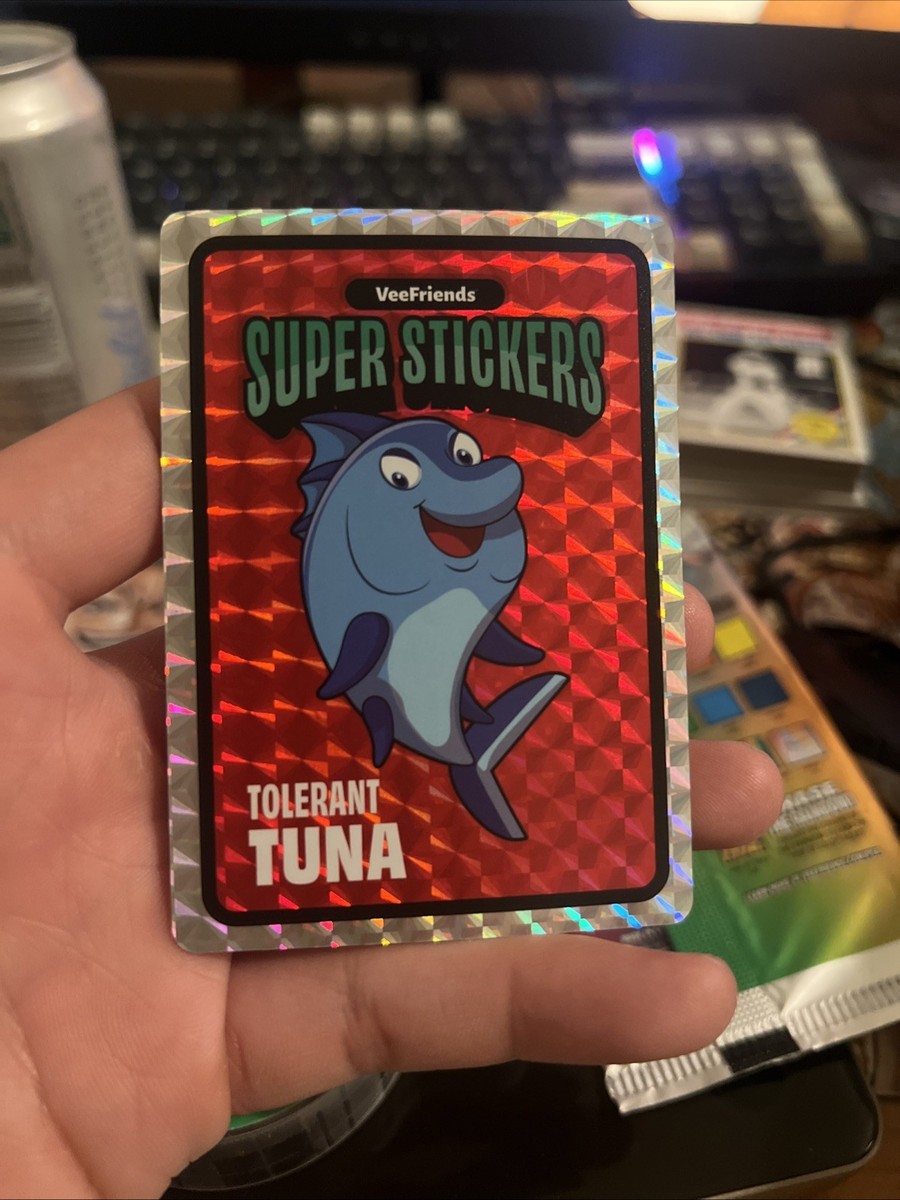 VeeFriends
SUPER STICKERS
TOLERANT
TUNA